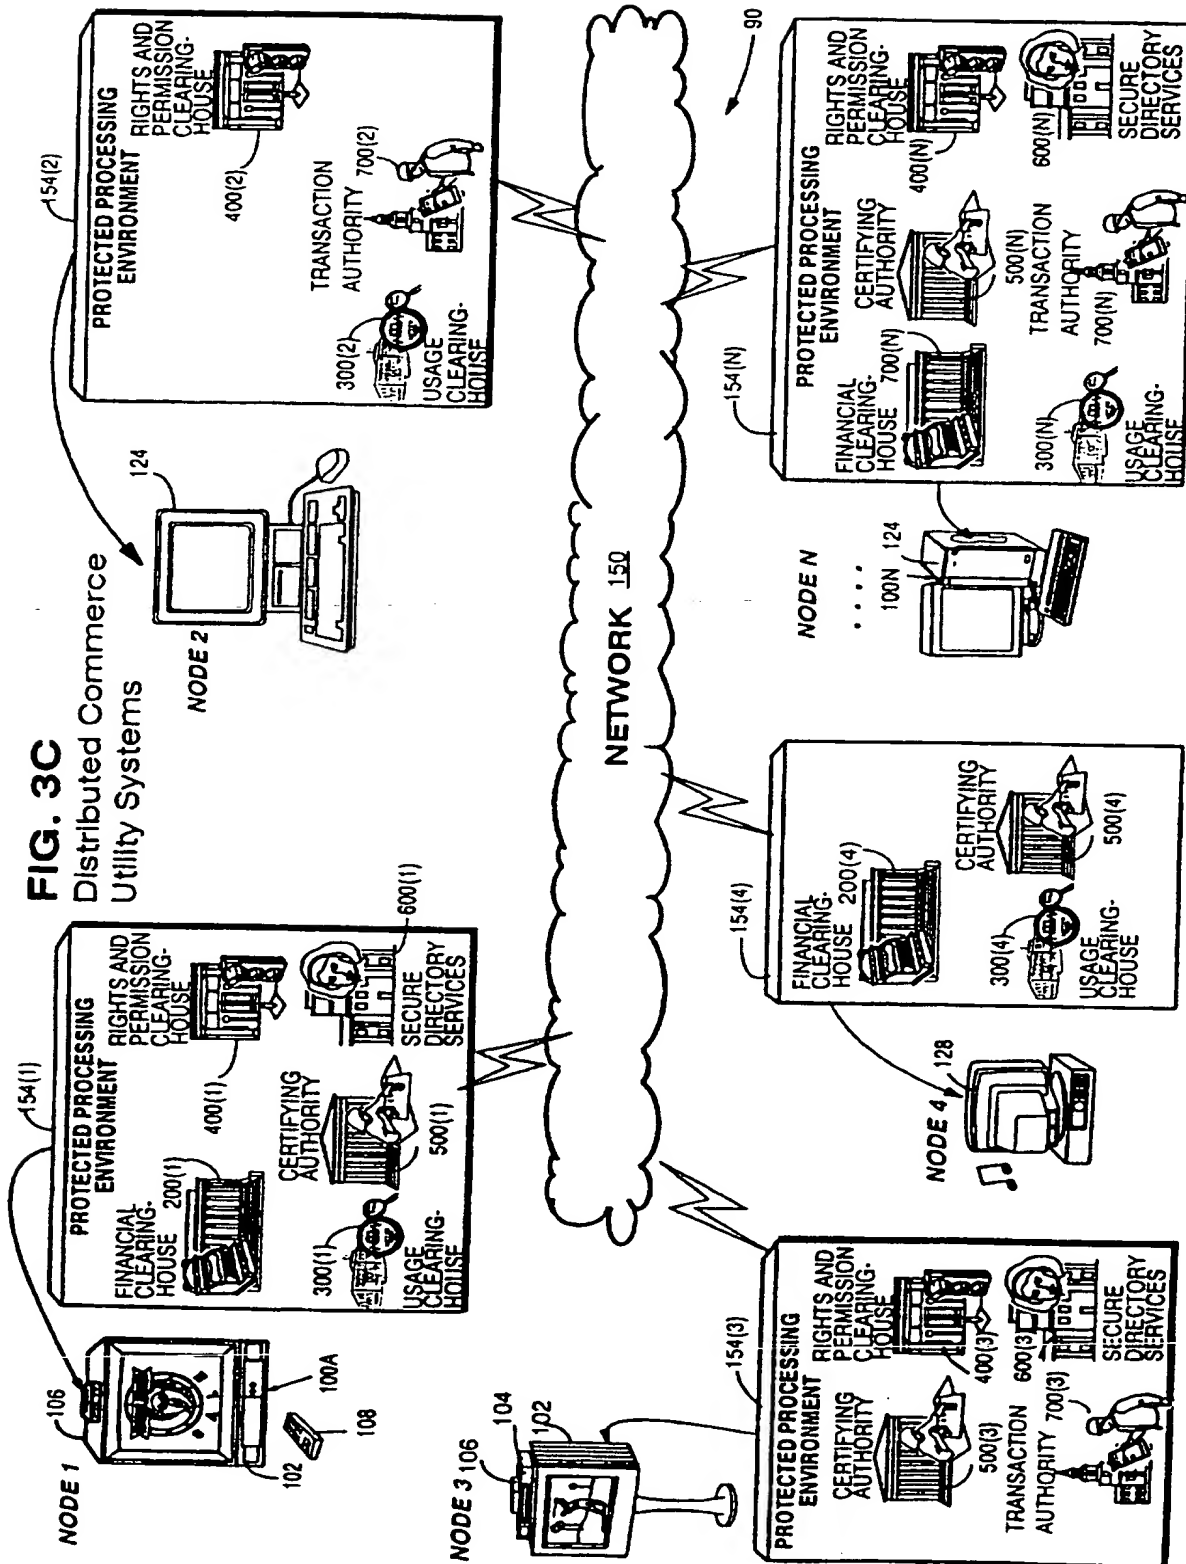 FIG. 3C
Distributed Commerce
Utility Systems
NODE 1
106
102
100A
108
154(1)
PROTECTED PROCESSING
ENVIRONMENT
FINANCIAL
CLEARING-
HOUSE
200(1)
RIGHTS AND
PERMISSION
CLEARING-
HOUSE
400(1)
300(1)
USAGE
CLEARING-
HOUSE
CERTIFYING
AUTHORITY
500(1)
SECURE
DIRECTORY
SERVICES
600(1)
NODE 2
124
154(2)
PROTECTED PROCESSING
ENVIRONMENT
RIGHTS AND
PERMISSION
CLEARING-
HOUSE
400(2)
300(2)
USAGE
CLEARING-
HOUSE
TRANSACTION
AUTHORITY
700(2)
NETWORK 150
90
NODE 3
106
104
102
154(3)
PROTECTED PROCESSING
ENVIRONMENT
CERTIFYING
AUTHORITY
500(3)
RIGHTS AND
PERMISSION
CLEARING-
HOUSE
400(3)
TRANSACTION
AUTHORITY
700(3)
600(3)
SECURE
DIRECTORY
SERVICES
NODE 4
128
154(4)
FINANCIAL
CLEARING-
HOUSE
200(4)
300(4)
USAGE
CLEARING-
HOUSE
CERTIFYING
AUTHORITY
500(4)
NODE N
. . . .
100N
124
154(N)
PROTECTED PROCESSING
ENVIRONMENT
FINANCIAL
CLEARING-
HOUSE
700(N)
CERTIFYING
AUTHORITY
500(N)
RIGHTS AND
PERMISSION
CLEARING-
HOUSE
400(N)
300(N)
USAGE
CLEARING-
HOUSE
TRANSACTION
AUTHORITY
700(N)
600(N)
SECURE
DIRECTORY
SERVICES